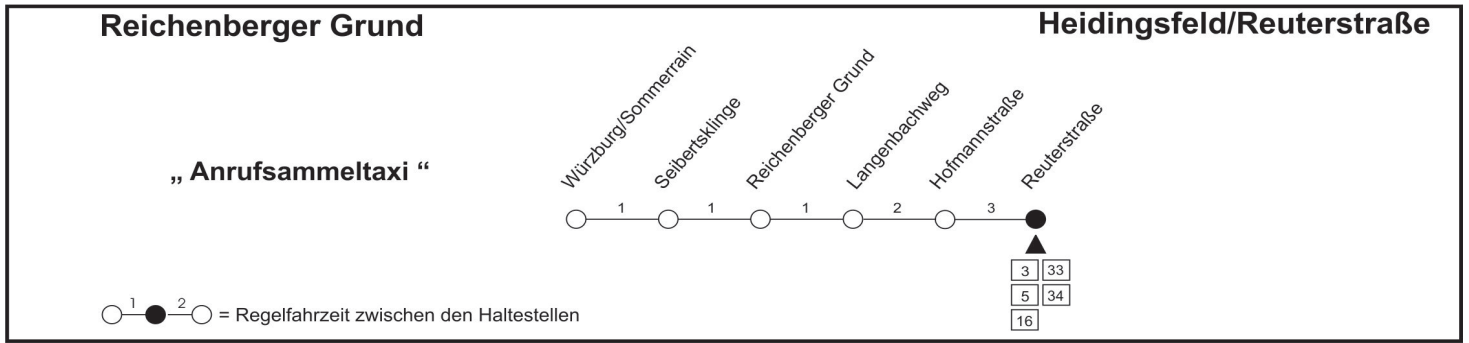 Reichenberger Grund
Heidingsfeld/Reuterstraße
„ Anrufsammeltaxi “
Würzburg/Sommerrain
Seibertsklinge
Reichenberger Grund
Langenbachweg
Hofmannstraße
Reuterstraße
1 1 1 2 3
3 33
5 34
16
1 2 = Regelfahrzeit zwischen den Haltestellen